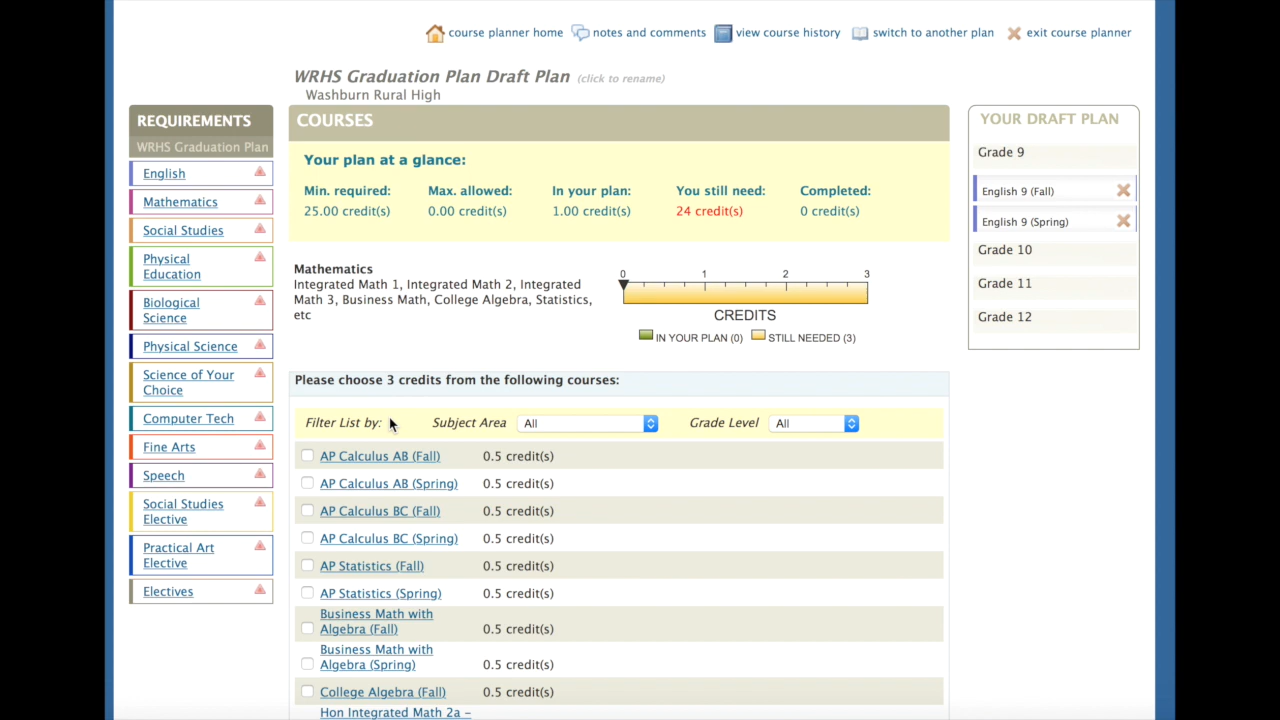 course planner home notes and comments view course history switch to another plan exit course planner
WRHS Graduation Plan Draft Plan (click to rename)
Washburn Rural High
REQUIREMENTS
WRHS Graduation Plan
English
Mathematics
Social Studies
Physical
Education
Biological
Science
Physical Science
Science of Your
Choice
Computer Tech
Fine Arts
Speech
Social Studies
Elective
Practical Art
Elective
Electives
COURSES
Your plan at a glance:
Min. required: Max. allowed: In your plan: You still need: Completed:
25.00 credit(s) 0.00 credit(s) 1.00 credit(s) 24 credit(s) 0 credit(s)
Mathematics
Integrated Math 1, Integrated Math 2, Integrated
Math 3, Business Math, College Algebra, Statistics,
etc
0 1 2 3
CREDITS
IN YOUR PLAN (0) STILL NEEDED (3)
Please choose 3 credits from the following courses:
Filter List by: Subject Area All Grade Level All
AP Calculus AB (Fall) 0.5 credit(s)
AP Calculus AB (Spring) 0.5 credit(s)
AP Calculus BC (Fall) 0.5 credit(s)
AP Calculus BC (Spring) 0.5 credit(s)
AP Statistics (Fall) 0.5 credit(s)
AP Statistics (Spring) 0.5 credit(s)
Business Math with
Algebra (Fall) 0.5 credit(s)
Business Math with
Algebra (Spring) 0.5 credit(s)
College Algebra (Fall) 0.5 credit(s)
Hon Integrated Math 2a –
YOUR DRAFT PLAN
Grade 9
English 9 (Fall)
English 9 (Spring)
Grade 10
Grade 11
Grade 12